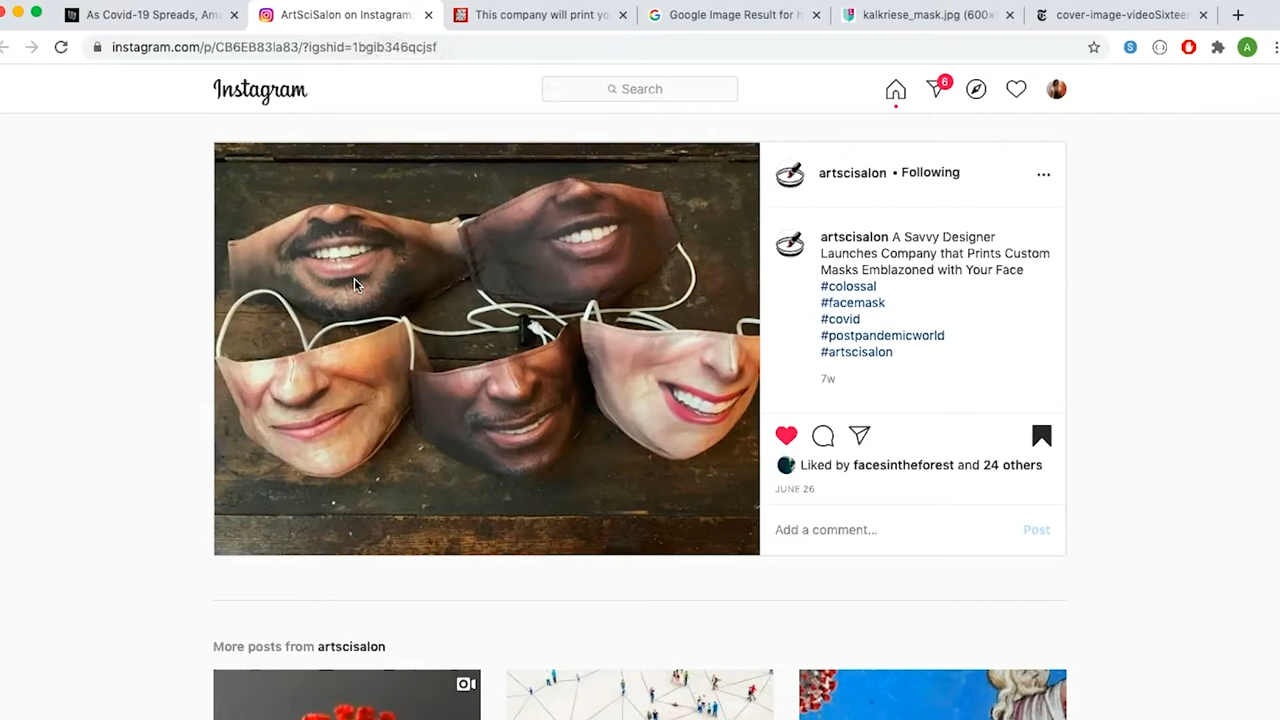 As Covid-19 Spreads, Ama
ArtSciSalon on Instagram:
This company will print yo
Google Image Result for h
kalkriese_mask.jpg (600×
cover-image-videoSixteen
instagram.com/p/CB6EB83la83/?igshid=1bgib346qcjsf
S
A
Instagram
Search
6
artscisalon • Following
artscisalon A Savvy Designer
Launches Company that Prints Custom
Masks Emblazoned with Your Face
#colossal
#facemask
#covid
#postpandemicworld
#artscisalon
7w
Liked by facesintheforest and 24 others
JUNE 26
Add a comment...
Post
More posts from artscisalon